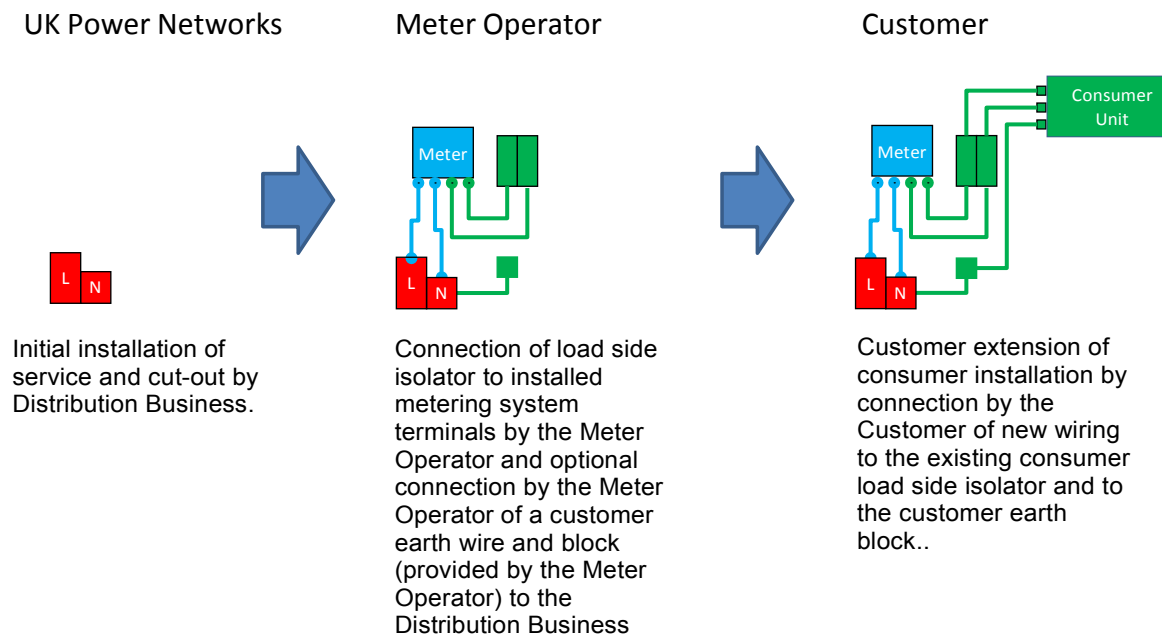 UK Power Networks
Meter Operator
Customer
Consumer
Unit
Meter
Meter
L
N
L
N
L
N
Initial installation of
service and cut-out by
Distribution Business.
Connection of load side
isolator to installed
metering system
terminals by the Meter
Operator and optional
connection by the Meter
Operator of a customer
earth wire and block
(provided by the Meter
Operator) to the
Distribution Business
Customer extension of
consumer installation by
connection by the
Customer of new wiring
to the existing consumer
load side isolator and to
the customer earth
block..